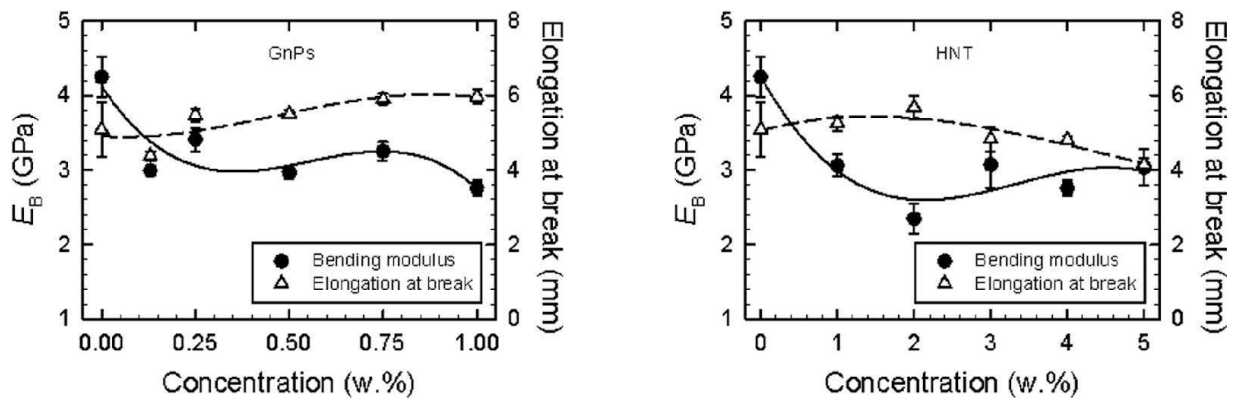 GnPs
5
4
3
2
1
E_B (GPa)
8
6
4
2
0
Elongation at break (mm)
Bending modulus
Elongation at break
0.00 0.25 0.50 0.75 1.00
Concentration (w.%)
HNT
5
4
3
2
1
E_B (GPa)
8
6
4
2
0
Elongation at break (mm)
Bending modulus
Elongation at break
0 1 2 3 4 5
Concentration (w.%)